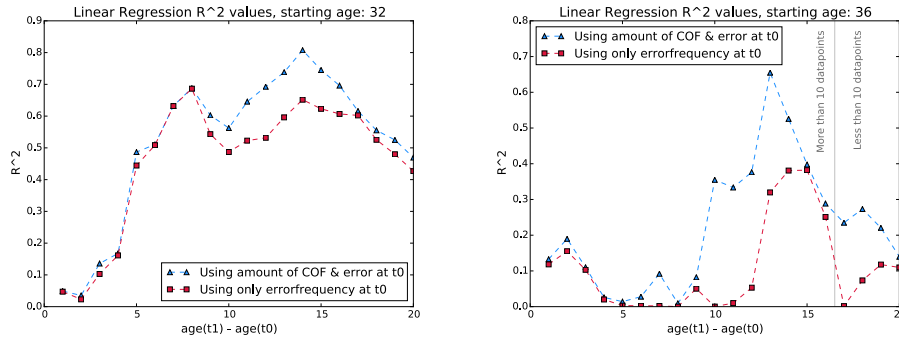 Linear Regression R^2 values, starting age: 32
0.9
0.8
0.7
0.6
0.5
0.4
0.3
0.2
0.1
0.0
R^2
Using amount of COF & error at t0
Using only errorfrequency at t0
0
5
10
15
20
age(t1) – age(t0)
Linear Regression R^2 values, starting age: 36
Using amount of COF & error at t0
Using only errorfrequency at t0
More than 10 datapoints
Less than 10 datapoints
0.8
0.7
0.6
0.5
0.4
0.3
0.2
0.1
0.0
R^2
0
5
10
15
20
age(t1) – age(t0)